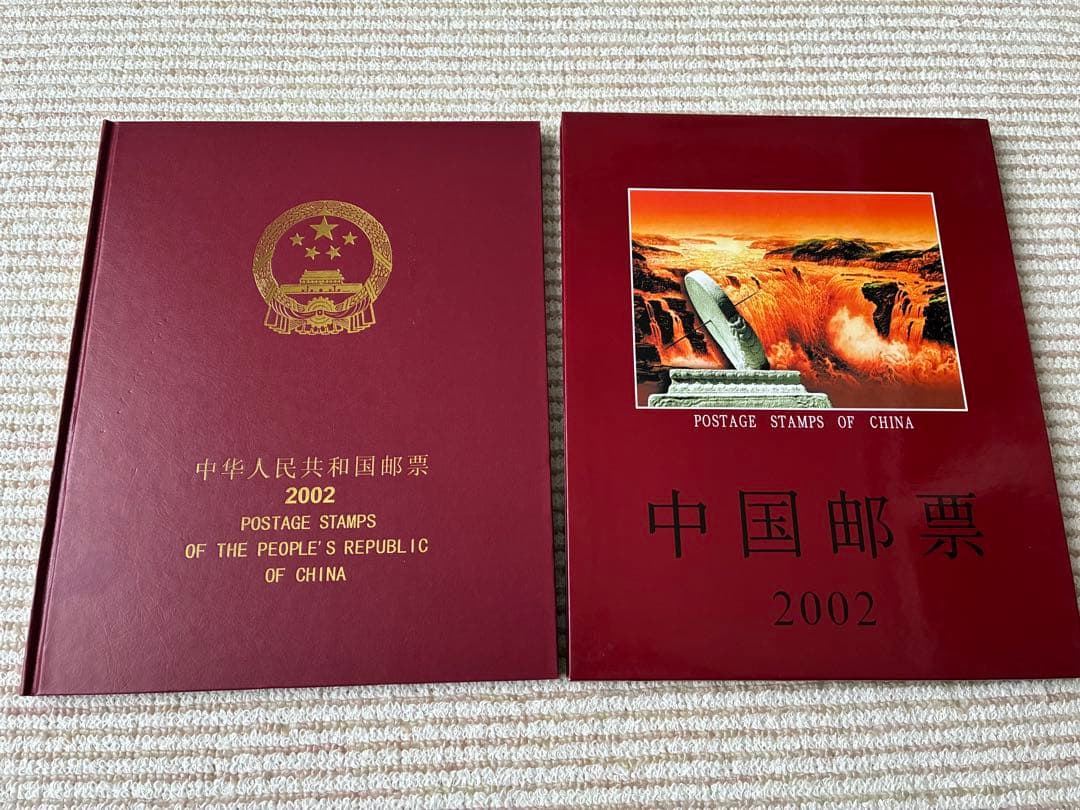 中华人民共和国邮票
2002
POSTAGE STAMPS
OF THE PEOPLE'S REPUBLIC
OF CHINA
POSTAGE STAMPS OF CHINA
中国邮票
2002